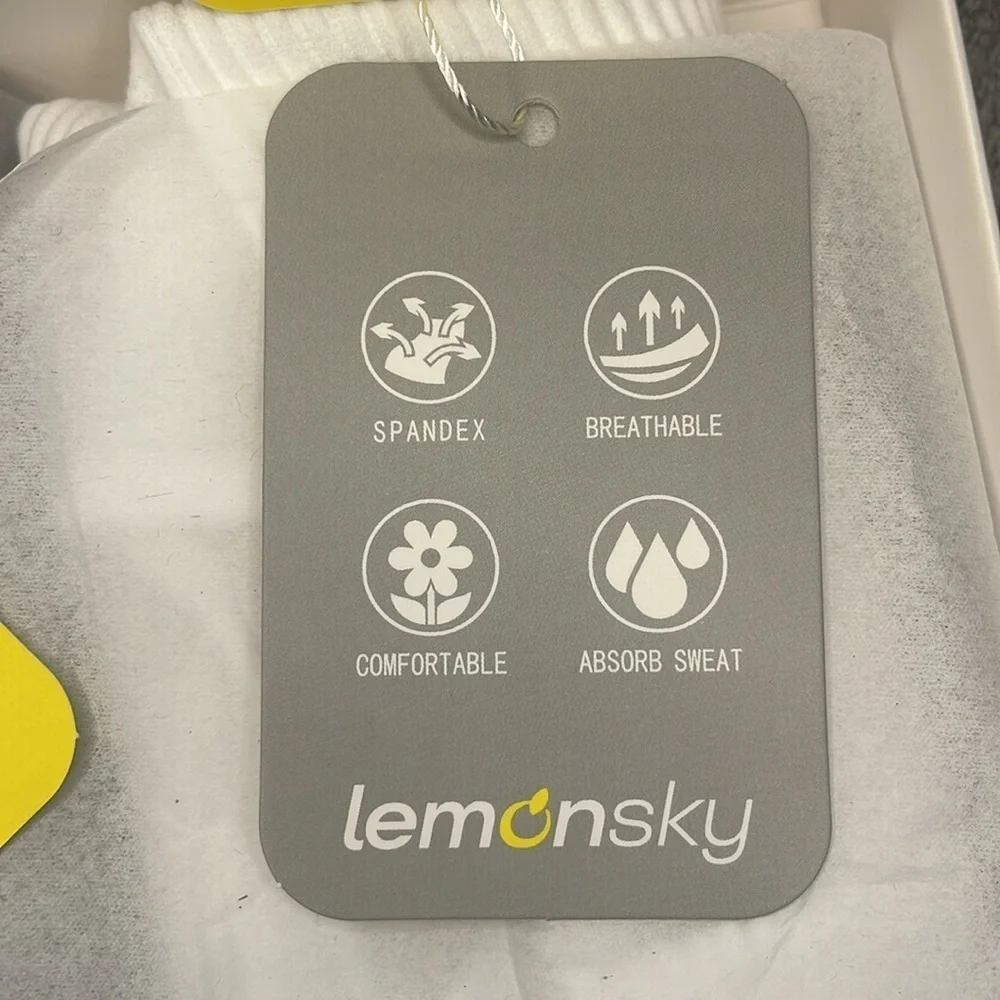 SPANDEX
BREATHABLE
COMFORTABLE
ABSORB SWEAT
lemonsky